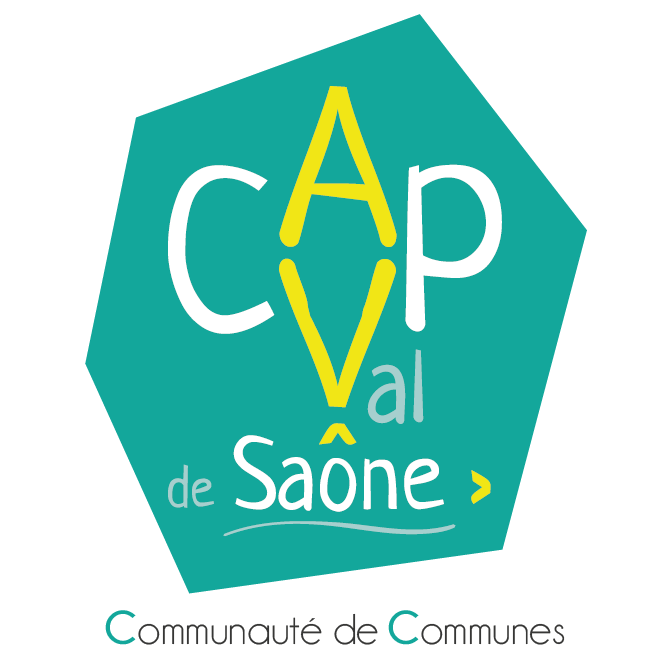 CAP
Val
de Saône >
Communauté de Communes